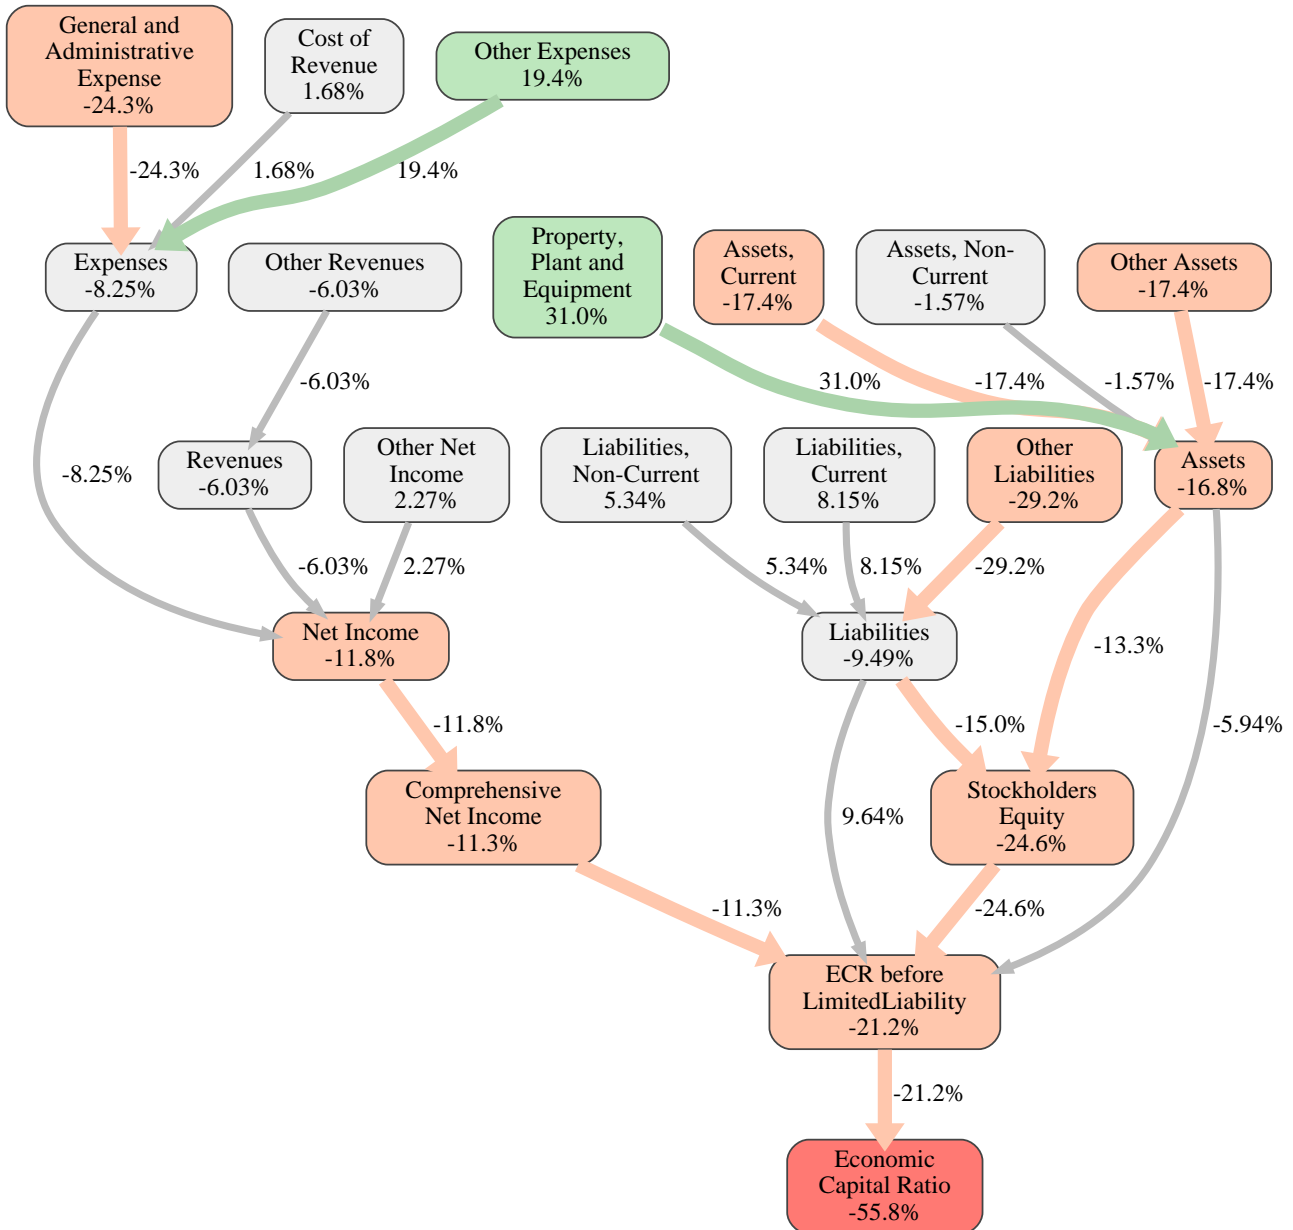 General and
Administrative
Expense
-24.3%
Cost of
Revenue
1.68%
Other Expenses
19.4%
-24.3%
1.68%
19.4%
Expenses
-8.25%
Other Revenues
-6.03%
Property,
Plant and
Equipment
31.0%
Assets,
Current
-17.4%
Assets, Non-
Current
-1.57%
Other Assets
-17.4%
-6.03%
31.0%
-17.4%
-1.57%
-17.4%
-8.25%
Revenues
-6.03%
Other Net
Income
2.27%
Liabilities,
Non-Current
5.34%
Liabilities,
Current
8.15%
Other
Liabilities
-29.2%
Assets
-16.8%
-6.03%
2.27%
5.34%
8.15%
-29.2%
Net Income
-11.8%
Liabilities
-9.49%
-13.3%
-11.8%
-15.0%
-5.94%
Comprehensive
Net Income
-11.3%
9.64%
Stockholders
Equity
-24.6%
-11.3%
-24.6%
ECR before
LimitedLiability
-21.2%
-21.2%
Economic
Capital Ratio
-55.8%